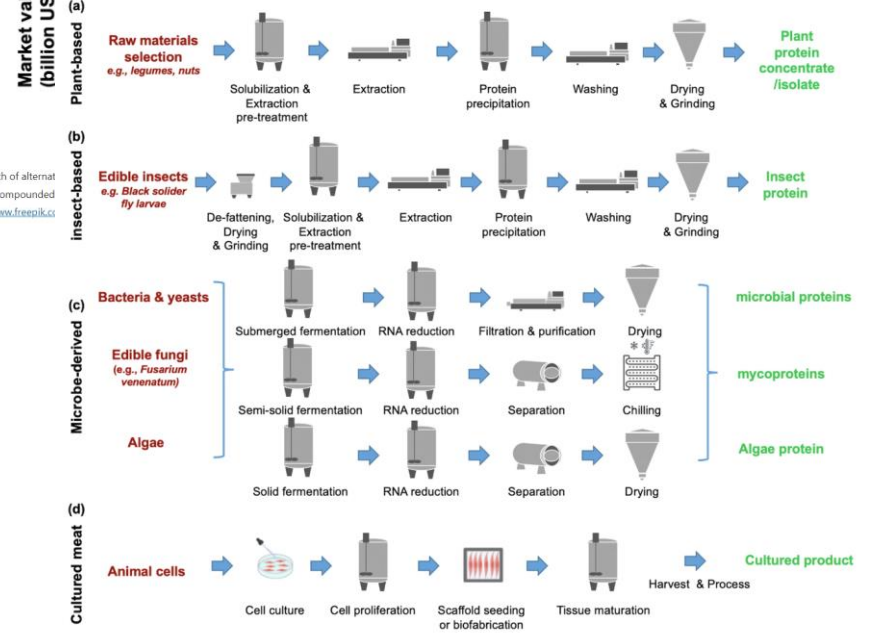 Market va
(billion US
ch of alternat
ompounded
ww.freepik.cc
(a)
Plant-based
Raw materials
selection
e.g., legumes, nuts
Solubilization &
Extraction
pre-treatment
Extraction
Protein
precipitation
Washing
Drying
& Grinding
Plant
protein
concentrate
/isolate
(b)
insect-based
Edible insects
e.g. Black solider
fly larvae
De-fattening,
Drying
& Grinding
Solubilization &
Extraction
pre-treatment
Extraction
Protein
precipitation
Washing
Drying
& Grinding
Insect
protein
(c)
Microbe-derived
Bacteria & yeasts
Submerged fermentation
RNA reduction
Filtration & purification
Drying
microbial proteins
Edible fungi
(e.g., Fusarium
venenatum)
Semi-solid fermentation
RNA reduction
Separation
Chilling
mycoproteins
Algae
Solid fermentation
RNA reduction
Separation
Drying
Algae protein
(d)
Cultured meat
Animal cells
Cell culture
Cell proliferation
Scaffold seeding
or biofabrication
Tissue maturation
Harvest & Process
Cultured product